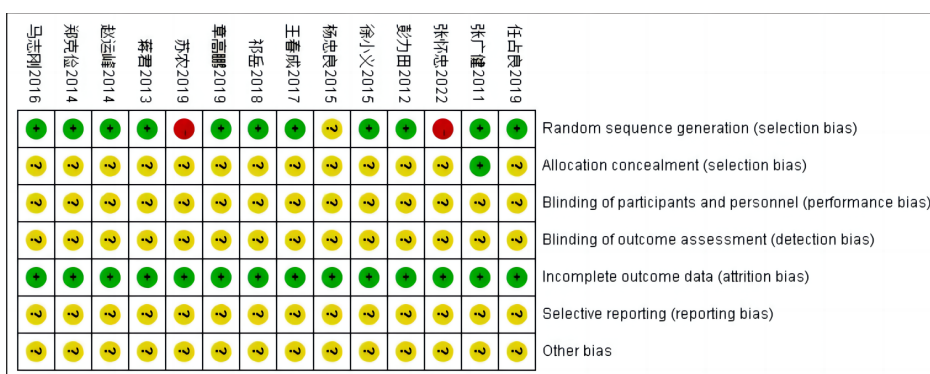 马志刚2016
郑克俭2014
赵运峰2014
蒋君2013
苏农2019
章高鹏2019
祁岳2018
王春成2017
杨忠良2015
徐小义2015
彭力田2012
张怀忠2022
张广健2011
任占良2019
+ + + + - + + + ? + + - + + Random sequence generation (selection bias)
? ? ? ? ? ? ? ? ? ? ? ? + ? Allocation concealment (selection bias)
? ? ? ? ? ? ? ? ? ? ? ? ? ? Blinding of participants and personnel (performance bias)
? ? ? ? ? ? ? ? ? ? ? ? ? ? Blinding of outcome assessment (detection bias)
+ + + + + + + + + + + + + + Incomplete outcome data (attrition bias)
? ? ? ? ? ? ? ? ? ? ? ? ? ? Selective reporting (reporting bias)
? ? ? ? ? ? ? ? ? ? ? ? ? ? Other bias